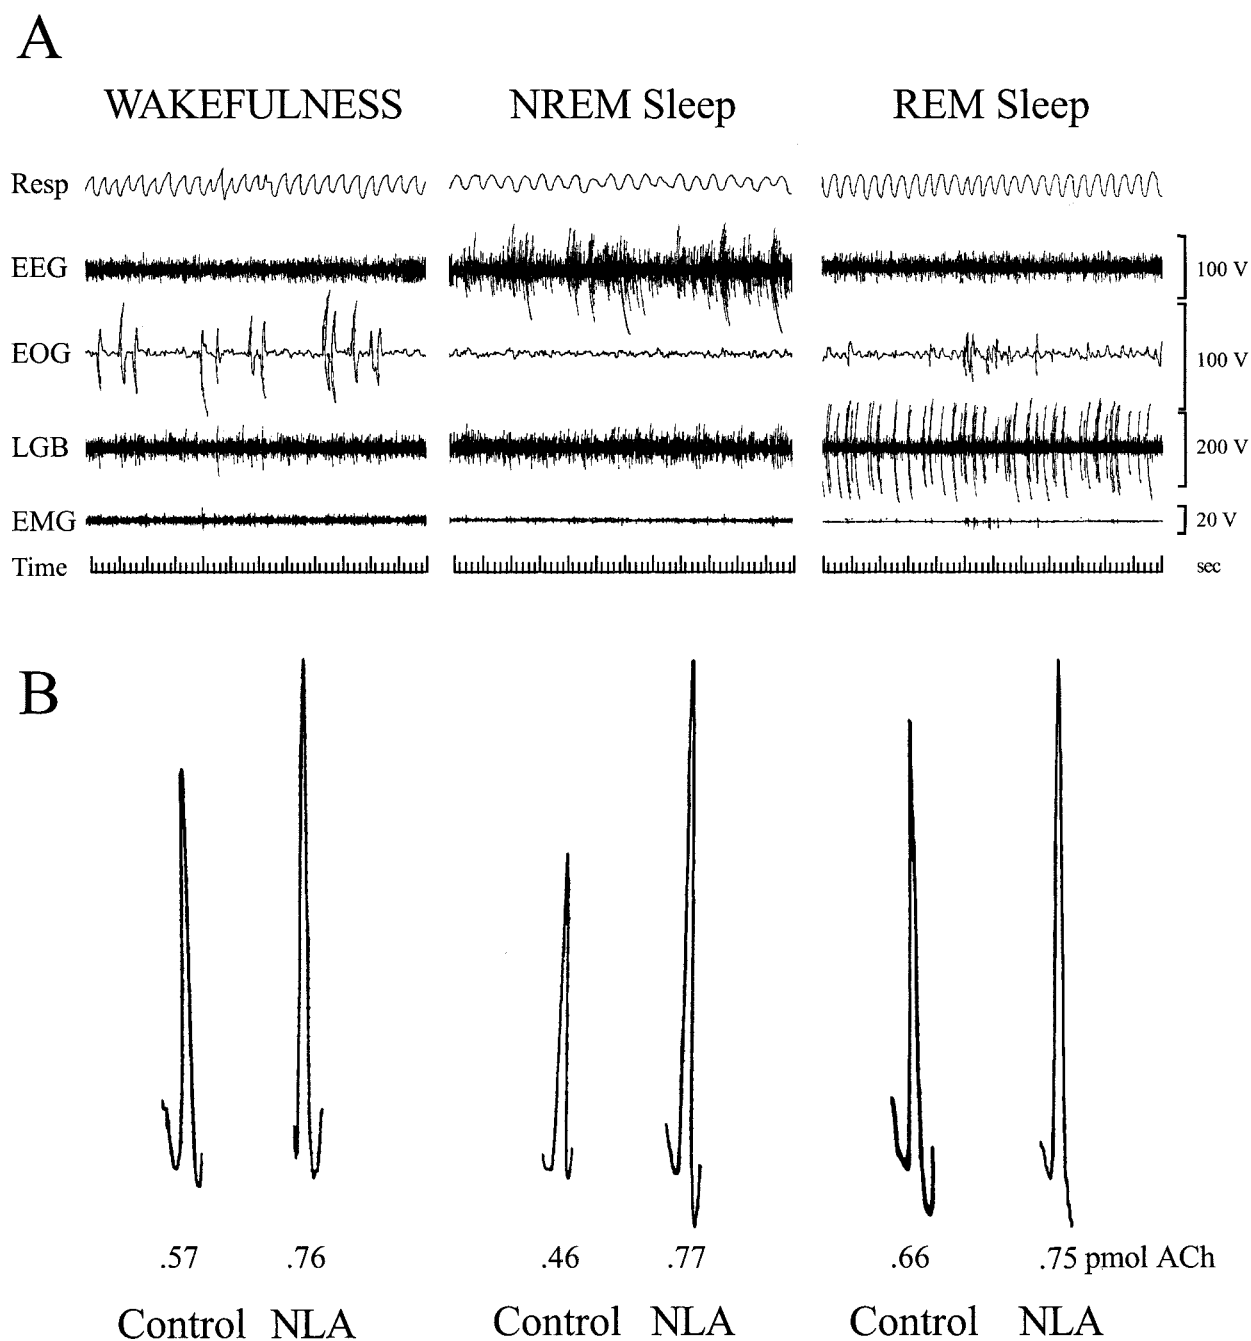 A
WAKEFULNESS NREM Sleep REM Sleep
Resp
EEG 100 V
EOG 100 V
LGB 200 V
EMG 20 V
Time sec
B
.57 .76 .46 .77 .66 .75 pmol ACh
Control NLA Control NLA Control NLA